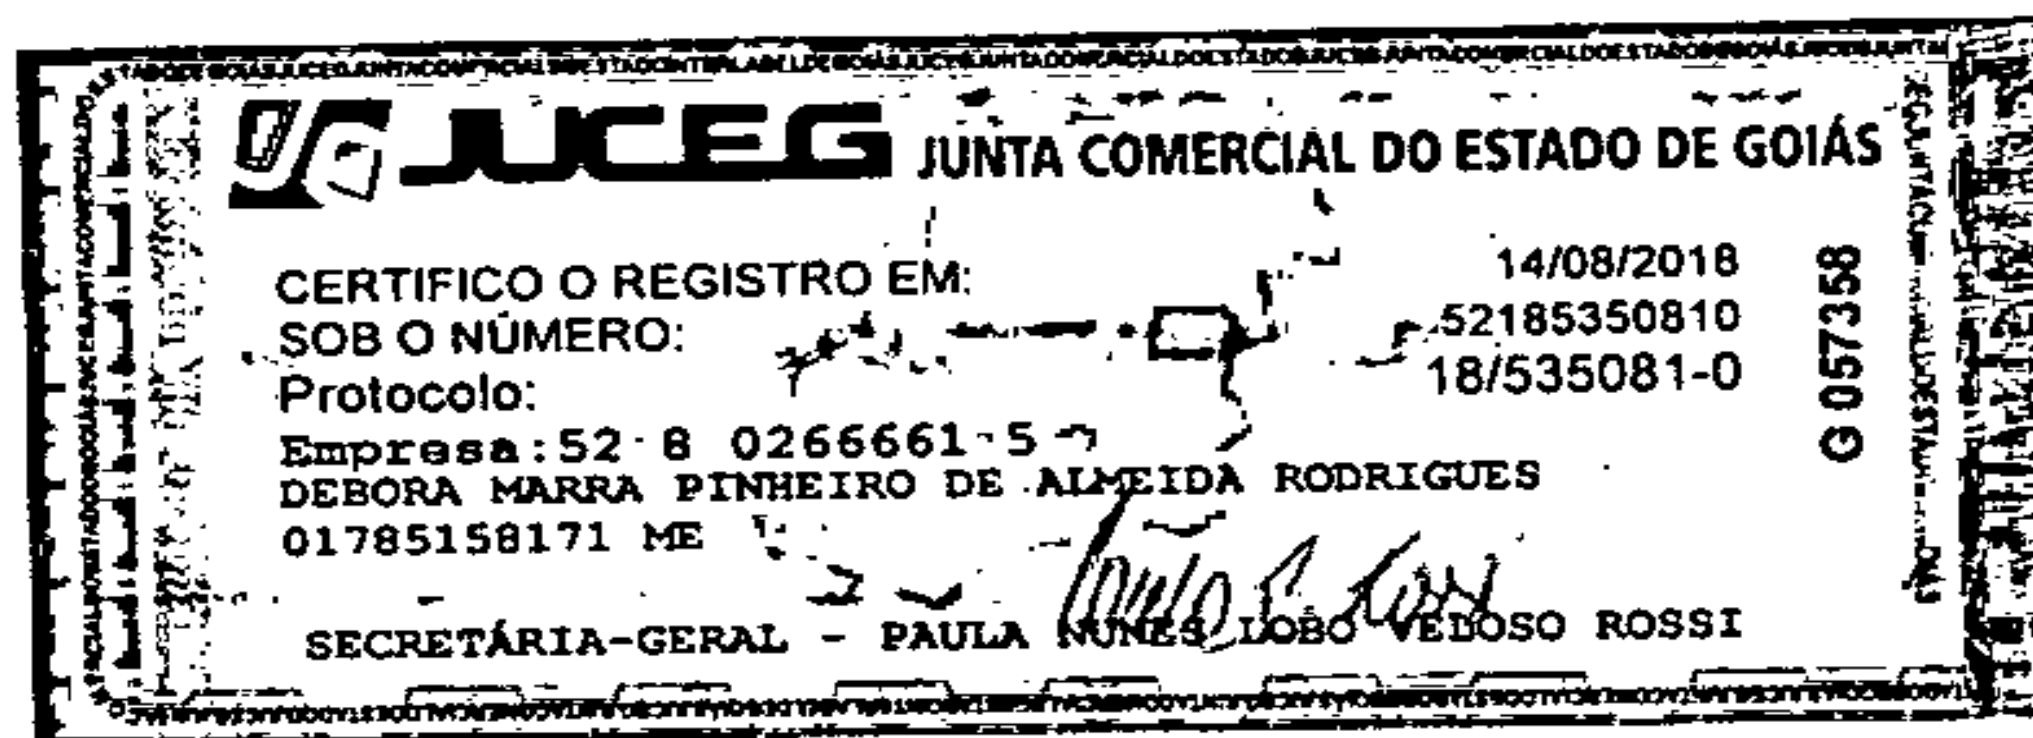 JUCEG JUNTA COMERCIAL DO ESTADO DE GOIÁS
CERTIFICO O REGISTRO EM: 14/08/2018
SOB O NÚMERO: 52185350810
Protocolo: 18/535081-0
Empresa:52 8 0266661-5
DEBORA MARRA PINHEIRO DE ALMEIDA RODRIGUES
01785158171 ME
SECRETÁRIA-GERAL - PAULA NUNES LOBO VELOSO ROSSI
G 057358